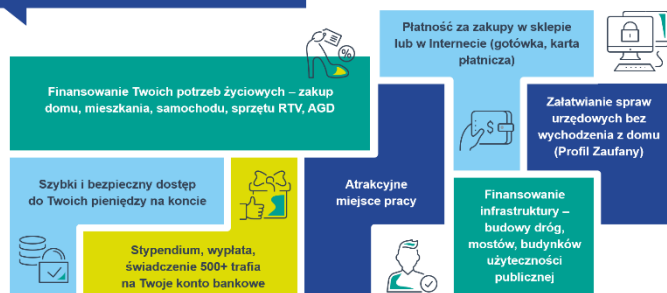 Płatność za zakupy w sklepie
lub w Internecie (gotówka, karta
płatnicza)
Finansowanie Twoich potrzeb życiowych – zakup
domu, mieszkania, samochodu, sprzętu RTV, AGD
Załatwianie spraw
urzędowych bez
wychodzenia z domu
(Profil Zaufany)
Szybki i bezpieczny dostęp
do Twoich pieniędzy na koncie
Atrakcyjne
miejsce pracy
Finansowanie
infrastruktury –
budowy dróg,
mostów, budynków
użyteczności
publicznej
Stypendium, wypłata,
świadczenie 500+ trafia
na Twoje konto bankowe